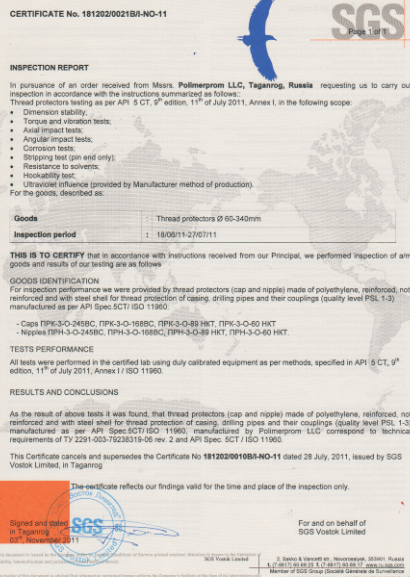 CERTIFICATE No. 181202/0021B/I-NO-11
SGS
Page 1 of 1
INSPECTION REPORT
In pursuance of an order received from Mssrs. Polimerprom LLC, Taganrog, Russia requesting us to carry ou
inspection in accordance with the instructions summarized as follows::
Thread protectors testing as per API 5 CT, 9th edition, 11th of July 2011, Annex I, in the following scope:
• Dimension stability;
• Torque and vibration tests;
• Axial impact tests;
• Angular impact tests;
• Corrosion tests;
• Stripping test (pin end only);
• Resistance to solvents;
• Hookability test;
• Ultraviolet influence (provided by Manufacturer method of production).
For the goods, described as:
Goods : Thread protectors Ø 60-340mm
Inspection period : 18/06/11-27/07/11
THIS IS TO CERTIFY that in accordance with instructions received from our Principal, we performed inspection of a/m
goods and results of our testing are as follows
GOODS IDENTIFICATION
For inspection performance we were provided by thread protectors (cap and nipple) made of polyethylene, reinforced, not
reinforced and with steel shell for thread protection of casing, drilling pipes and their couplings (quality level PSL 1-3)
manufactured as per API Spec.5CT/ ISO 11960:
- Caps ПРК-3-О-245ВС, ПРК-3-О-168ВС, ПРК-3-О-89 НКТ, ПРК-3-О-60 НКТ
- Nipples ПРН-3-О-245ВС, ПРН-3-О-168ВС, ПРН-3-О-89 НКТ, ПРН-3-О-60 НКТ.
TESTS PERFORMANCE
All tests were performed in the certified lab using duly calibrated equipment as per methods, specified in API 5 CT, 9th
edition, 11th of July 2011, Annex I / ISO 11960.
RESULTS AND CONCLUSIONS
As the result of above tests it was found, that thread protectors (cap and nipple) made of polyethylene, reinforced, no
reinforced and with steel shell for thread protection of casing, drilling pipes and their couplings (quality level PSL 1-3
manufactured as per API Spec.5CT/ ISO 11960, manufactured by Polimerprom LLC correspond to technica
requirements of ТУ 2291-003-79238319-06 rev. 2 and API Spec. 5CT / ISO 11960.
This Certificate cancels and supersedes the Certificate No 181202/0010B/I-NO-11 dated 28 July, 2011, issued by SGS
Vostok Limited, in Taganrog
The certificate reflects our findings valid for the time and place of the inspection only.
Signed and dated
in Taganrog
03rd, November 2011
SGS
For and on behalf of
SGS Vostok Limited
SGS Vostok Limited
Member of SGS Group (Société Générale de Surveillance